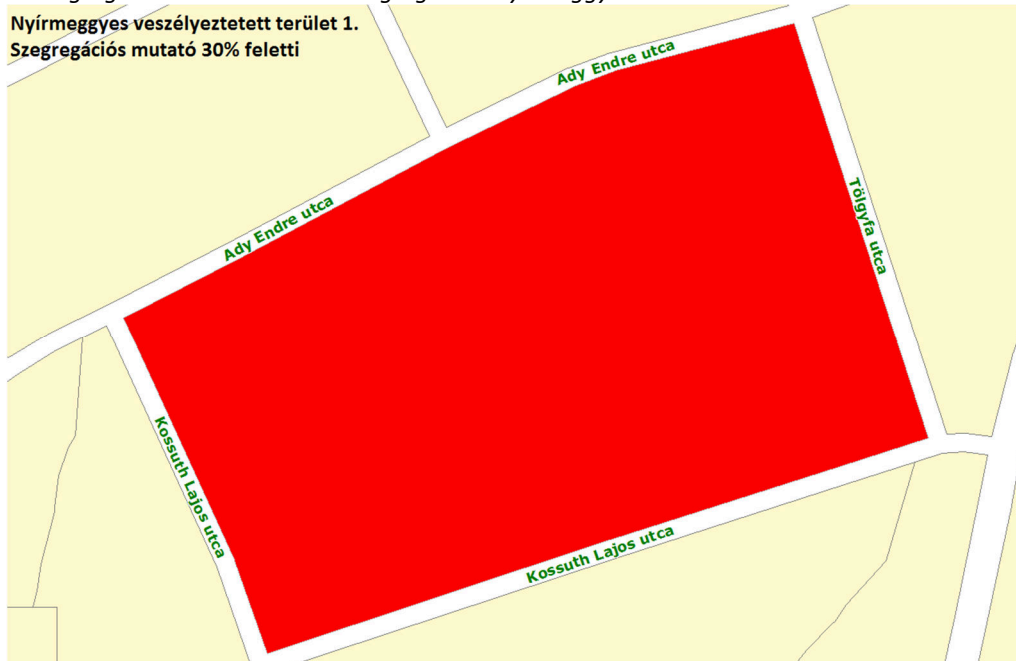 Nyírmeggyes veszélyeztetett terület 1.
Szegregációs mutató 30% feletti
Ady Endre utca
Ady Endre utca
Tölgyfa utca
Kossuth Lajos utca
Kossuth Lajos utca